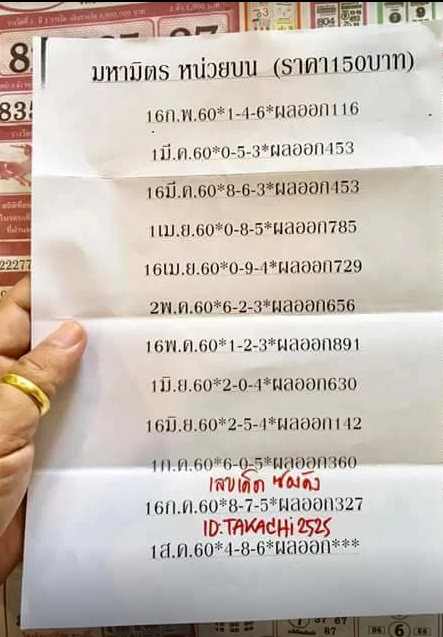 มหามิตร หน่วยบน (ราคา1150บาท)
16ก.พ.60*1-4-6*ผลออก116
1มี.ค.60*0-5-3*ผลออก453
16มี.ค.60*8-6-3*ผลออก453
1เม.ย.60*0-8-5*ผลออก785
16เม.ย.60*0-9-4*ผลออก729
2พ.ค.60*6-2-3*ผลออก656
16พ.ค.60*1-2-3*ผลออก891
1มิ.ย.60*2-0-4*ผลออก630
16มิ.ย.60*2-5-4*ผลออก142
1ก.ค.60*6-0-5*ผลออก360
เลขเด็ด ซองดัง
16ก.ค.60*8-7-5*ผลออก327
ID:TAKACHi2525
1ส.ค.60*4-8-6*ผลออก***
22277